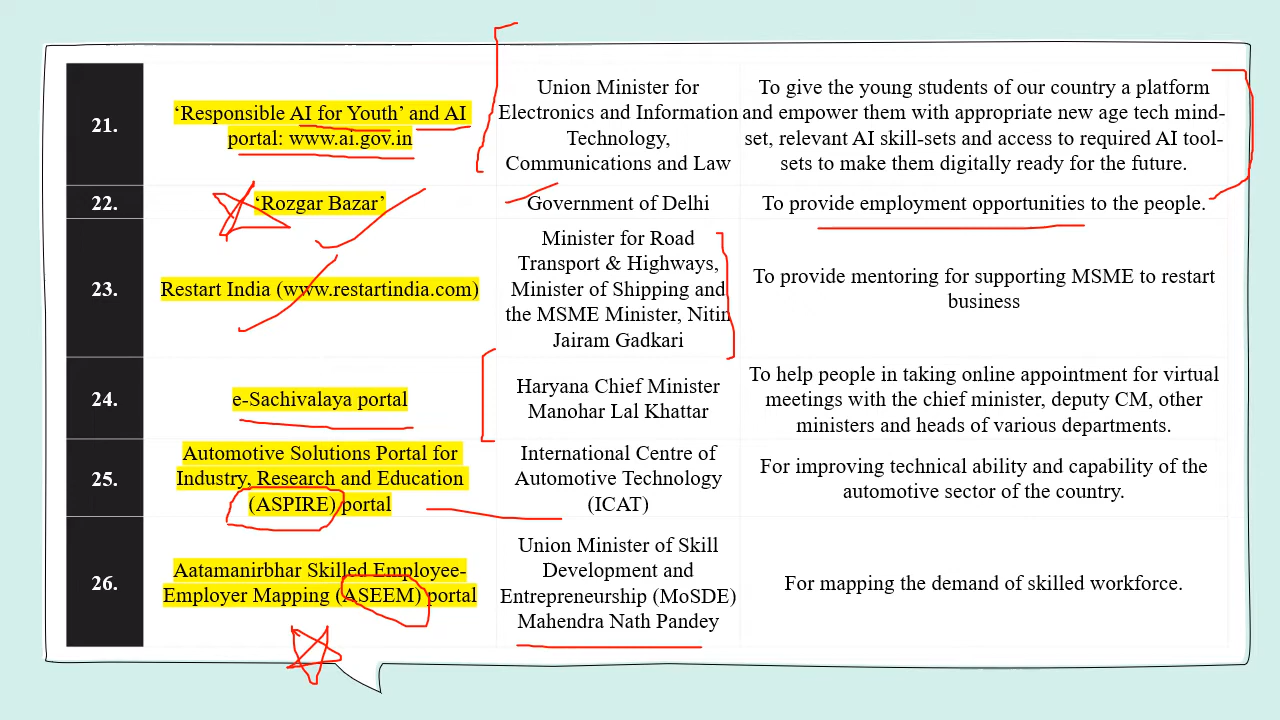 21.
‘Responsible AI for Youth’ and AI
portal: www.ai.gov.in
Union Minister for
Electronics and Information
Technology,
Communications and Law
To give the young students of our country a platform
and empower them with appropriate new age tech mind-
set, relevant AI skill-sets and access to required AI tool-
sets to make them digitally ready for the future.
22.
‘Rozgar Bazar’
Government of Delhi
To provide employment opportunities to the people.
23.
Restart India (www.restartindia.com)
Minister for Road
Transport & Highways,
Minister of Shipping and
the MSME Minister, Nitin
Jairam Gadkari
To provide mentoring for supporting MSME to restart
business
24.
e-Sachivalaya portal
Haryana Chief Minister
Manohar Lal Khattar
To help people in taking online appointment for virtual
meetings with the chief minister, deputy CM, other
ministers and heads of various departments.
25.
Automotive Solutions Portal for
Industry, Research and Education
(ASPIRE) portal
International Centre of
Automotive Technology
(ICAT)
For improving technical ability and capability of the
automotive sector of the country.
26.
Aatamanirbhar Skilled Employee-
Employer Mapping (ASEEM) portal
Union Minister of Skill
Development and
Entrepreneurship (MoSDE)
Mahendra Nath Pandey
For mapping the demand of skilled workforce.